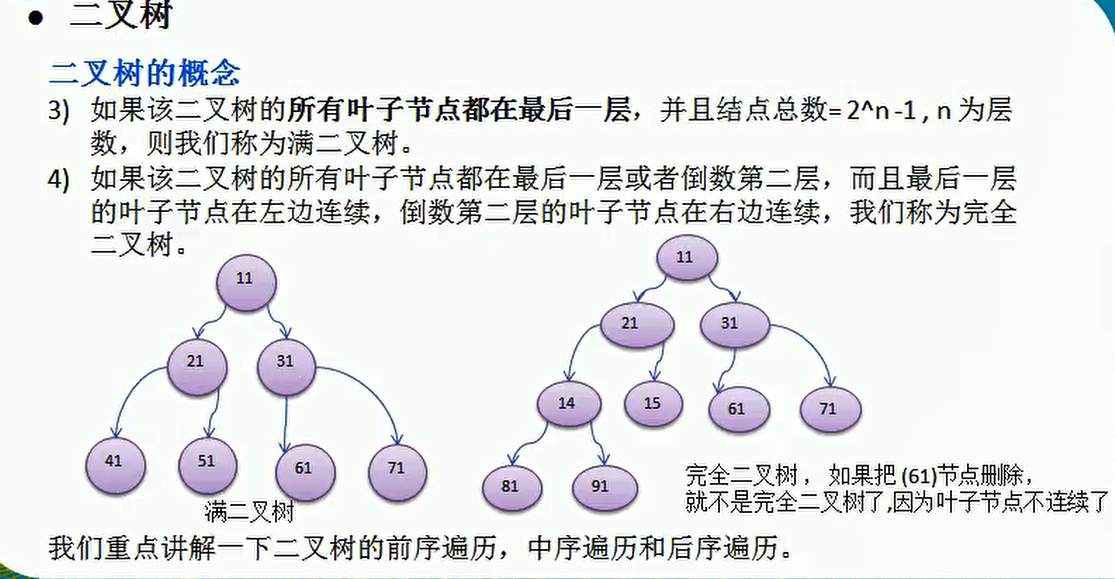 ● 二叉树
二叉树的概念
3) 如果该二叉树的所有叶子节点都在最后一层，并且结点总数= 2^n -1 , n 为层
数，则我们称为满二叉树。
4) 如果该二叉树的所有叶子节点都在最后一层或者倒数第二层，而且最后一层
的叶子节点在左边连续，倒数第二层的叶子节点在右边连续，我们称为完全
二叉树。
11
21 31
41 51 61 71
满二叉树
11
21 31
14 15 61 71
81 91
完全二叉树， 如果把 (61)节点删除，
就不是完全二叉树了,因为叶子节点不连续了
我们重点讲解一下二叉树的前序遍历，中序遍历和后序遍历。